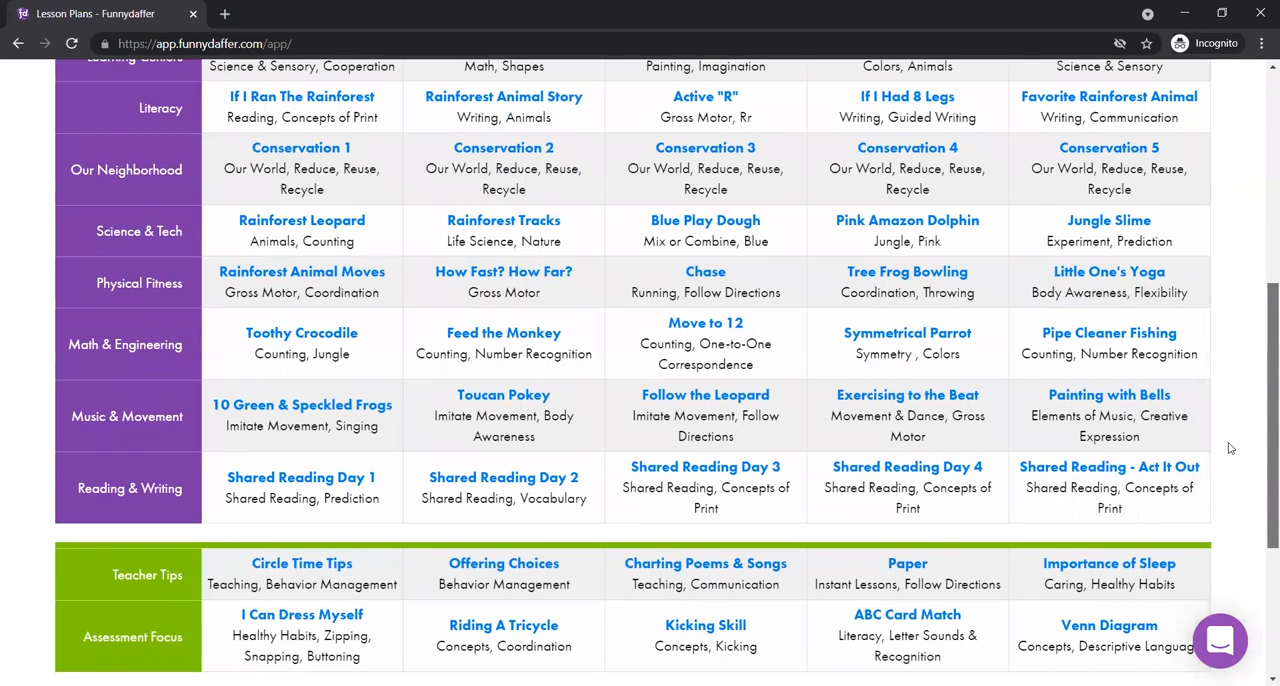 Lesson Plans - Funnydaffer
https://app.funnydaffer.com/app/
Incognito
Learning Centers
Science & Sensory, Cooperation
Math, Shapes
Painting, Imagination
Colors, Animals
Science & Sensory
Literacy
If I Ran The Rainforest
Reading, Concepts of Print
Rainforest Animal Story
Writing, Animals
Active "R"
Gross Motor, Rr
If I Had 8 Legs
Writing, Guided Writing
Favorite Rainforest Animal
Writing, Communication
Our Neighborhood
Conservation 1
Our World, Reduce, Reuse,
Recycle
Conservation 2
Our World, Reduce, Reuse,
Recycle
Conservation 3
Our World, Reduce, Reuse,
Recycle
Conservation 4
Our World, Reduce, Reuse,
Recycle
Conservation 5
Our World, Reduce, Reuse,
Recycle
Science & Tech
Rainforest Leopard
Animals, Counting
Rainforest Tracks
Life Science, Nature
Blue Play Dough
Mix or Combine, Blue
Pink Amazon Dolphin
Jungle, Pink
Jungle Slime
Experiment, Prediction
Physical Fitness
Rainforest Animal Moves
Gross Motor, Coordination
How Fast? How Far?
Gross Motor
Chase
Running, Follow Directions
Tree Frog Bowling
Coordination, Throwing
Little One's Yoga
Body Awareness, Flexibility
Math & Engineering
Toothy Crocodile
Counting, Jungle
Feed the Monkey
Counting, Number Recognition
Move to 12
Counting, One-to-One
Correspondence
Symmetrical Parrot
Symmetry , Colors
Pipe Cleaner Fishing
Counting, Number Recognition
Music & Movement
10 Green & Speckled Frogs
Imitate Movement, Singing
Toucan Pokey
Imitate Movement, Body
Awareness
Follow the Leopard
Imitate Movement, Follow
Directions
Exercising to the Beat
Movement & Dance, Gross
Motor
Painting with Bells
Elements of Music, Creative
Expression
Reading & Writing
Shared Reading Day 1
Shared Reading, Prediction
Shared Reading Day 2
Shared Reading, Vocabulary
Shared Reading Day 3
Shared Reading, Concepts of
Print
Shared Reading Day 4
Shared Reading, Concepts of
Print
Shared Reading - Act It Out
Shared Reading, Concepts of
Print
Teacher Tips
Circle Time Tips
Teaching, Behavior Management
Offering Choices
Behavior Management
Charting Poems & Songs
Teaching, Communication
Paper
Instant Lessons, Follow Directions
Importance of Sleep
Caring, Healthy Habits
Assessment Focus
I Can Dress Myself
Healthy Habits, Zipping,
Snapping, Buttoning
Riding A Tricycle
Concepts, Coordination
Kicking Skill
Concepts, Kicking
ABC Card Match
Literacy, Letter Sounds &
Recognition
Venn Diagram
Concepts, Descriptive Languag